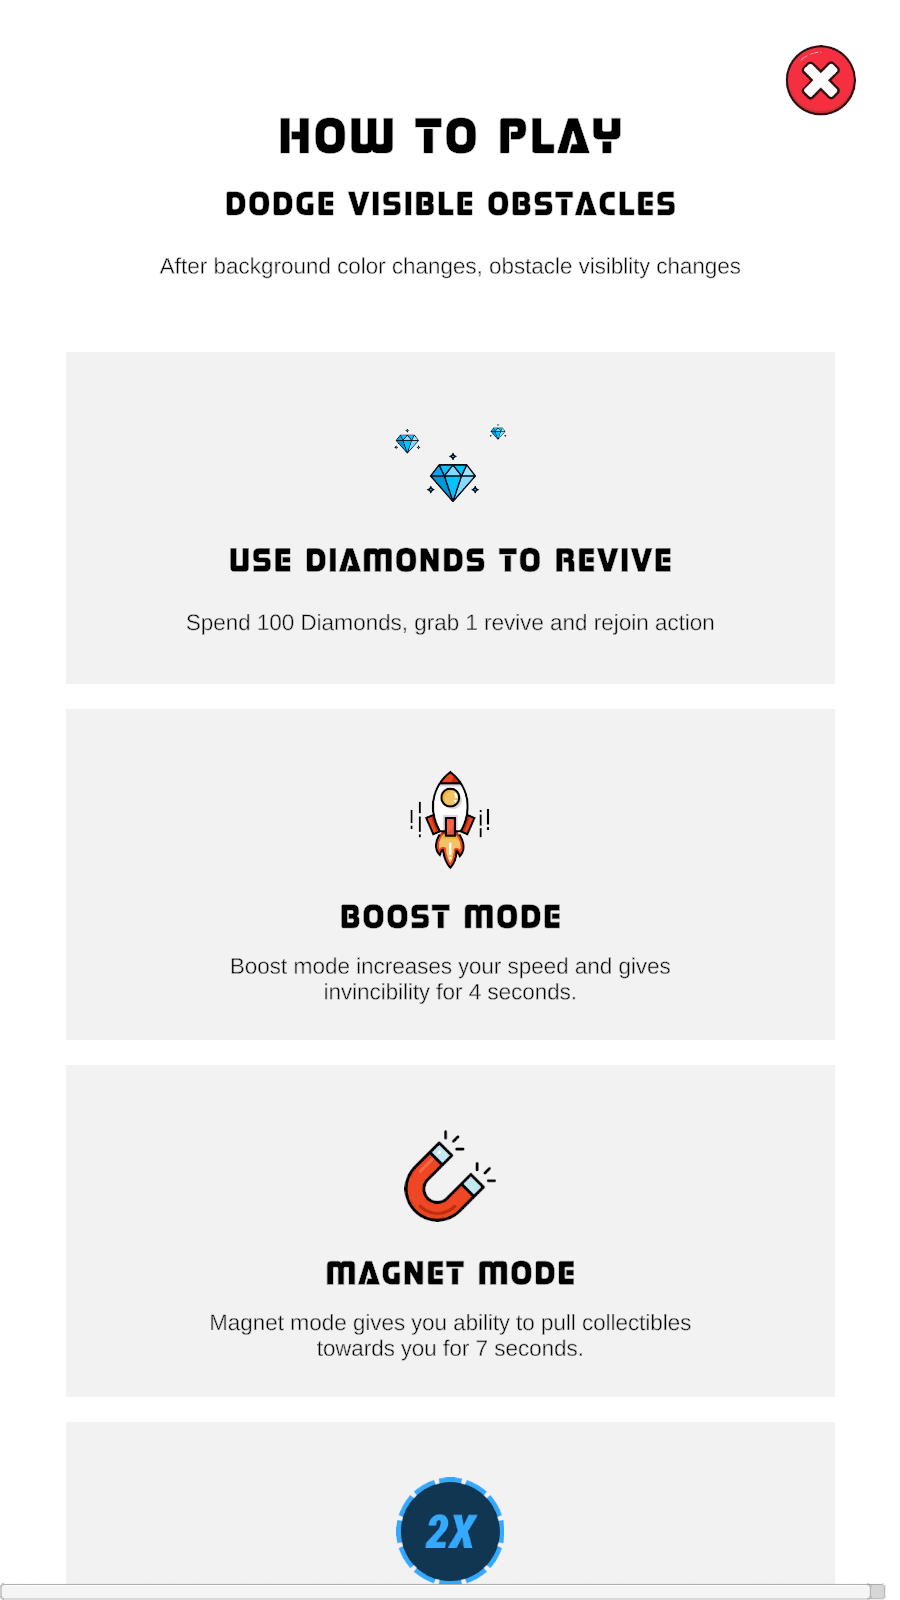 HOW TO PLAY
DODGE VISIBLE OBSTACLES
After background color changes, obstacle visiblity changes
USE DIAMONDS TO REVIVE
Spend 100 Diamonds, grab 1 revive and rejoin action
BOOST MODE
Boost mode increases your speed and gives
invincibility for 4 seconds.
MAGNET MODE
Magnet mode gives you ability to pull collectibles
towards you for 7 seconds.
2X